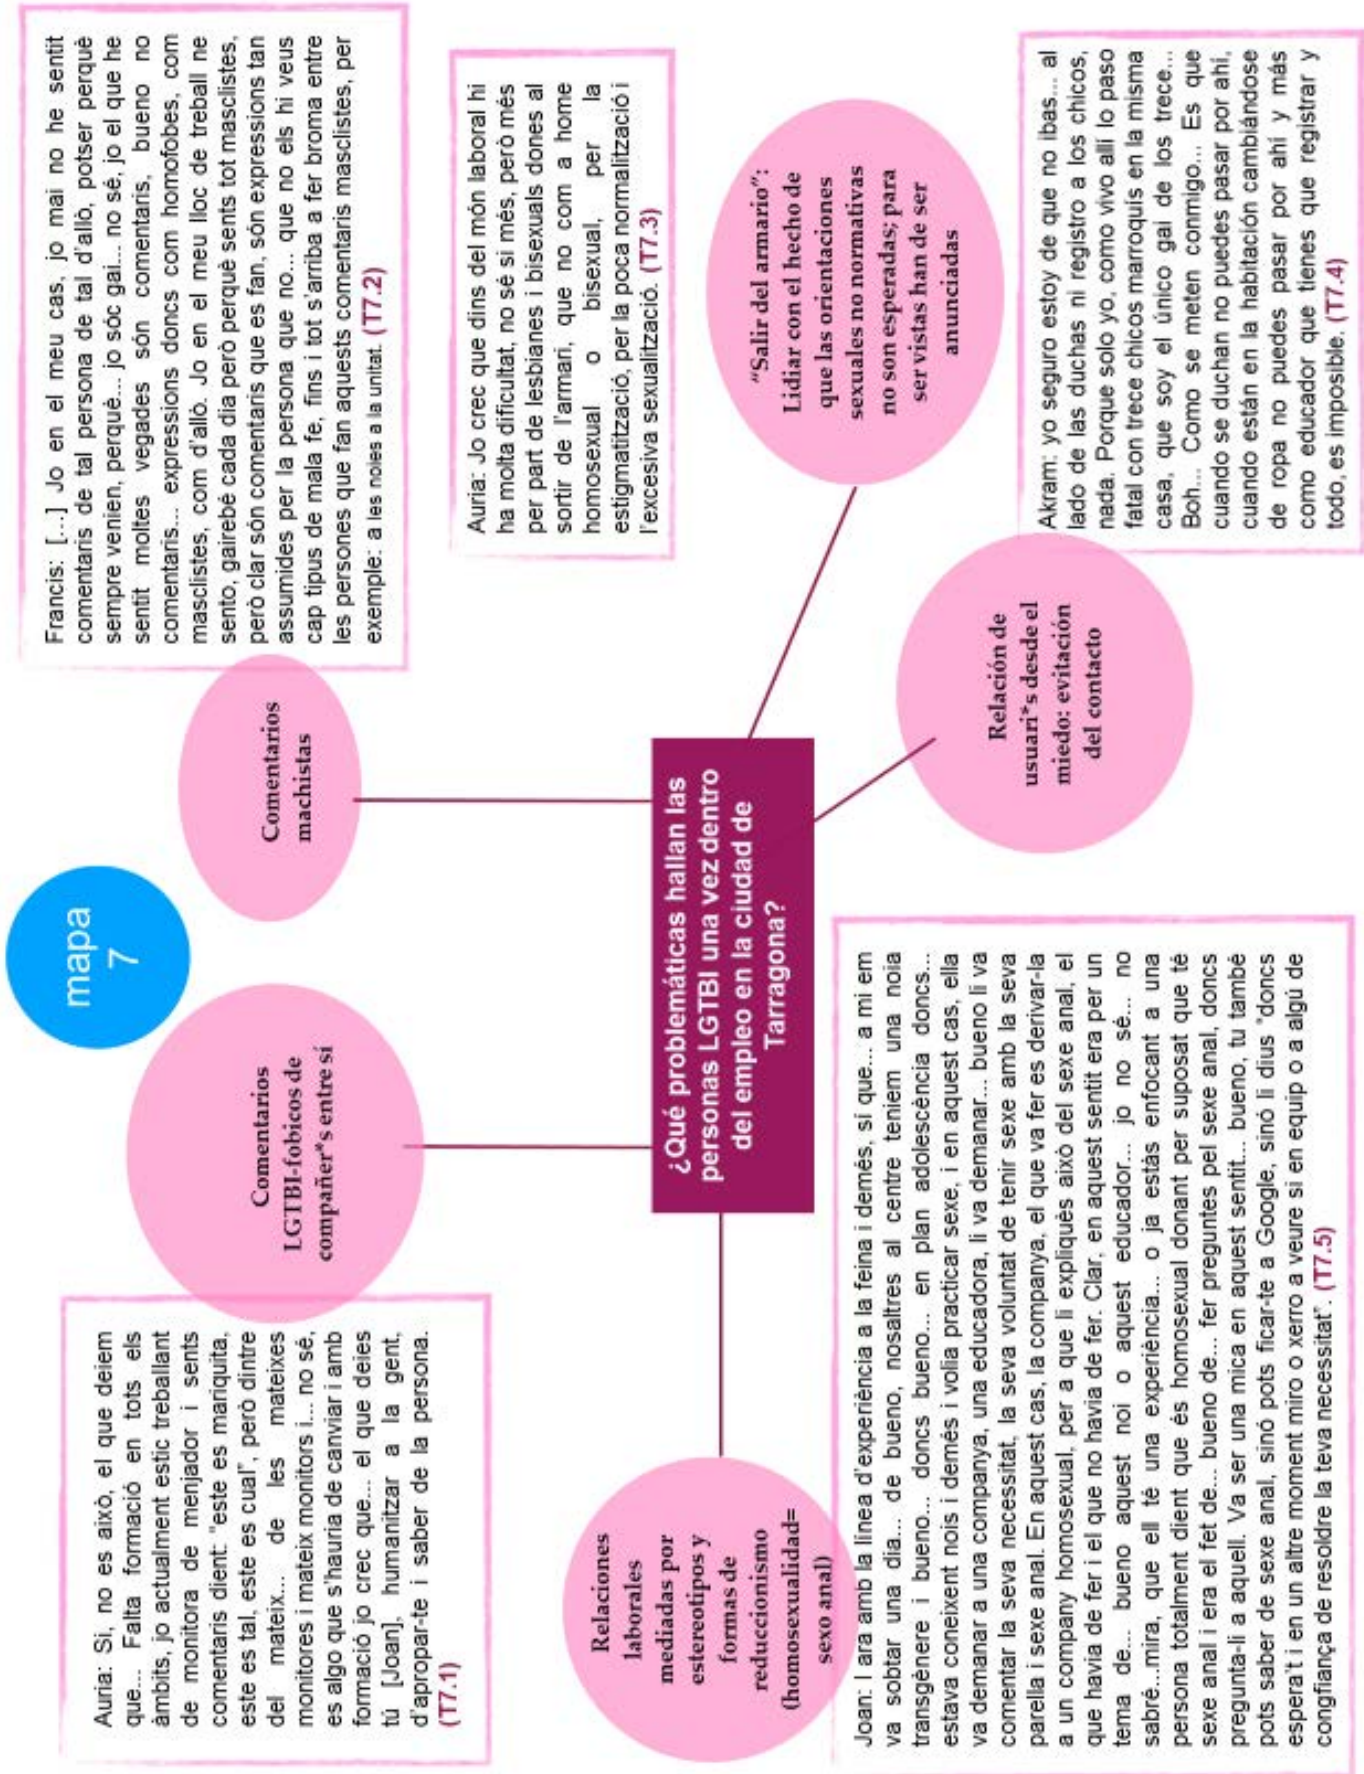 mapa
7
Auria: Si, no es això, el que deiem
que... Falta formació en tots els
àmbits, jo actualment estic treballant
de monitora de menjador i sents
comentaris dient: "este es mariquita,
este es tal, este es cual", però dintre
del mateix... de les mateixes
monitores i mateix monitors i... no sé,
es algo que s'hauria de canviar i amb
formació jo crec que... el que deies
tú [Joan], humanitzar a la gent,
d'apropar-te i saber de la persona.
(T7.1)
Comentarios
LGTBI-fobicos de
compañer*s entre sí
Comentarios
machistas
Francis: [...] Jo en el meu cas, jo mai no he sentit
comentaris de tal persona de tal d'allò, potser perquè
sempre venien, perquè... jo sóc gai... no sé, jo el que he
sentit moltes vegades són comentaris, bueno no
comentaris... expressions doncs com homofobes, com
masclistes, com d'allò. Jo en el meu lloc de treball ne
sento, gairebé cada dia però perquè sents tot masclistes,
però clar són comentaris que es fan, són expressions tan
assumides per la persona que no... que no els hi veus
cap tipus de mala fe, fins i tot s'arriba a fer broma entre
les persones que fan aquests comentaris masclistes, per
exemple: a les noies a la unitat. (T7.2)
Auria: Jo crec que dins del món laboral hi
ha molta dificultat, no sé si més, però més
per part de lesbianes i bisexuals dones al
sortir de l'armari, que no com a home
homosexual o bisexual, per la
estigmatització, per la poca normalització i
l'excesiva sexualització. (T7.3)
¿Qué problemáticas hallan las
personas LGTBI una vez dentro
del empleo en la ciudad de
Tarragona?
"Salir del armario":
Lidiar con el hecho de
que las orientaciones
sexuales no normativas
no son esperadas; para
ser vistas han de ser
anunciadas
Relaciones
laborales
mediadas por
estereotipos y
formas de
reduccionismo
(homosexualidad=
sexo anal)
Relación de
usuari*s desde el
miedo: evitación
del contacto
Joan: I ara amb la línea d'experiència a la feina i demés, sí que... a mi em
va sobtar una dia... de bueno, nosaltres al centre teniem una noia
transgènere i bueno... doncs bueno... en plan adolescència doncs...
estava coneixent nois i demés i volia practicar sexe, i en aquest cas, ella
va demanar a una companya, una educadora, li va demanar... bueno li va
comentar la seva necessitat, la seva voluntat de tenir sexe amb la seva
parella i sexe anal. En aquest cas, la companya, el que va fer es derivar-la
a un company homosexual, per a que li expliqués això del sexe anal, el
que havia de fer i el que no havia de fer. Clar, en aquest sentit era per un
tema de... bueno aquest noi o aquest educador... jo no sé... no
sabré...mira, que ell té una experiència... o ja estàs enfocant a una
persona totalment dient que és homosexual donant per suposat que té
sexe anal i era el fet de... bueno de... fer preguntes pel sexe anal, doncs
pregunta-li a aquell. Va ser una mica en aquest sentit... bueno, tu també
pots saber de sexe anal, sinó pots ficar-te a Google, sinó li dius "doncs
espera't i en un altre moment miro o xerro a veure si en equip o a algú de
congfiança de resoldre la teva necessitat". (T7.5)
Akram: yo seguro estoy de que no ibas... al
lado de las duchas ni registro a los chicos,
nada. Porque solo yo, como vivo allí lo paso
fatal con trece chicos marroquís en la misma
casa, que soy el único gai de los trece...
Boh... Como se meten conmigo... Es que
cuando se duchan no puedes pasar por ahí,
cuando están en la habitación cambiándose
de ropa no puedes pasar por ahí y más
como educador que tienes que registrar y
todo, es imposible. (T7.4)